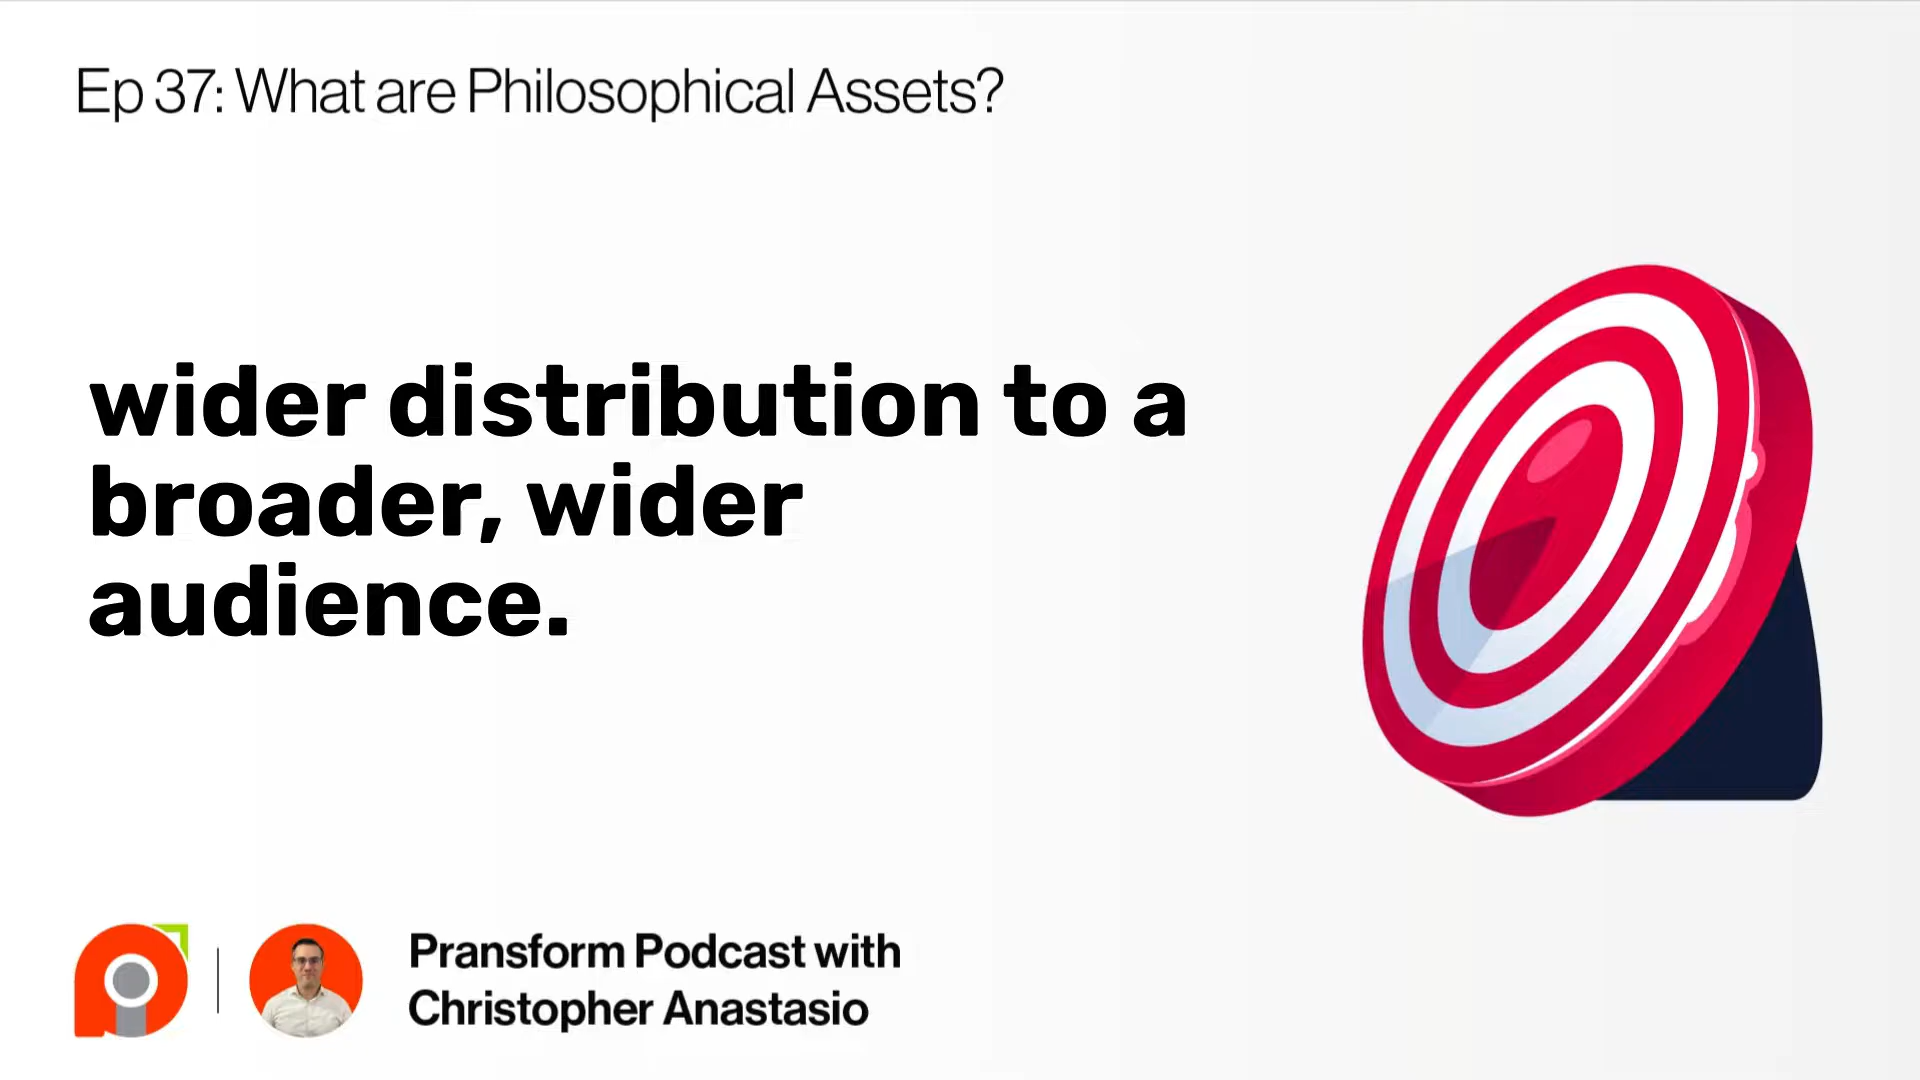 Ep 37: What are Philosophical Assets?
wider distribution to a
broader, wider
audience.
Pransform Podcast with
Christopher Anastasio